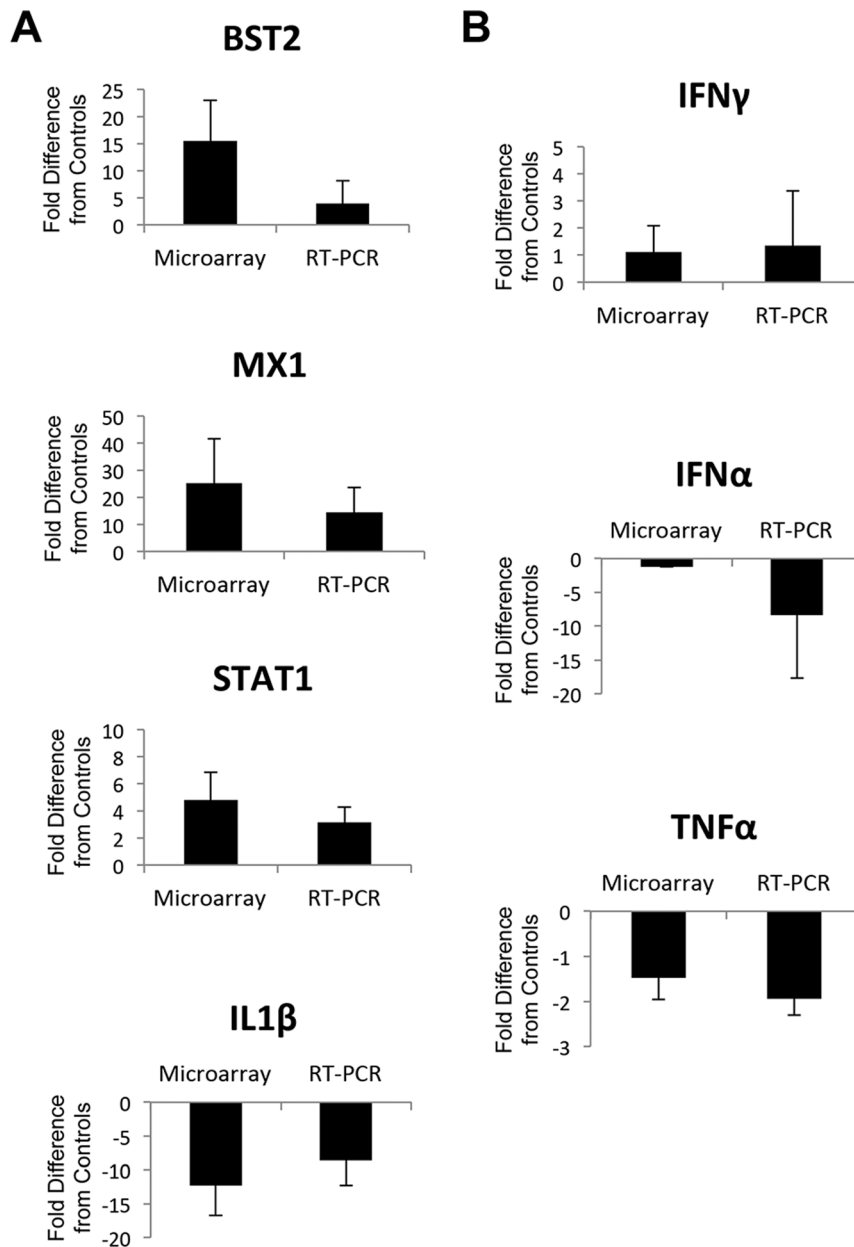 A
BST2
Fold Difference
from Controls
25
20
15
10
5
0
Microarray
RT-PCR
MX1
Fold Difference
from Controls
50
40
30
20
10
0
Microarray
RT-PCR
STAT1
Fold Difference
from Controls
10
8
6
4
2
0
Microarray
RT-PCR
IL1β
Microarray
RT-PCR
Fold Difference
from Controls
0
-5
-10
-15
-20
B
IFNγ
Fold Difference
from Controls
5
4
3
2
1
0
Microarray
RT-PCR
IFNα
Microarray
RT-PCR
Fold Difference
from Controls
0
-5
-10
-15
-20
TNFα
Microarray
RT-PCR
Fold Difference
from Controls
0
-1
-2
-3